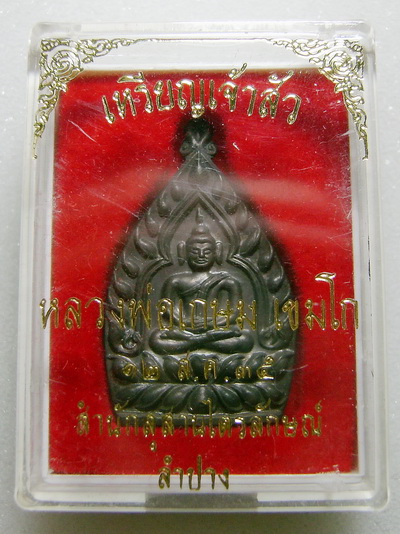 เหรียญเจ้าสัว
หลวงพ่อเกษม เขมโก
๑๒ ส.ค. ๓๕
สำนักสุสานไตรลักษณ์
ลำปาง